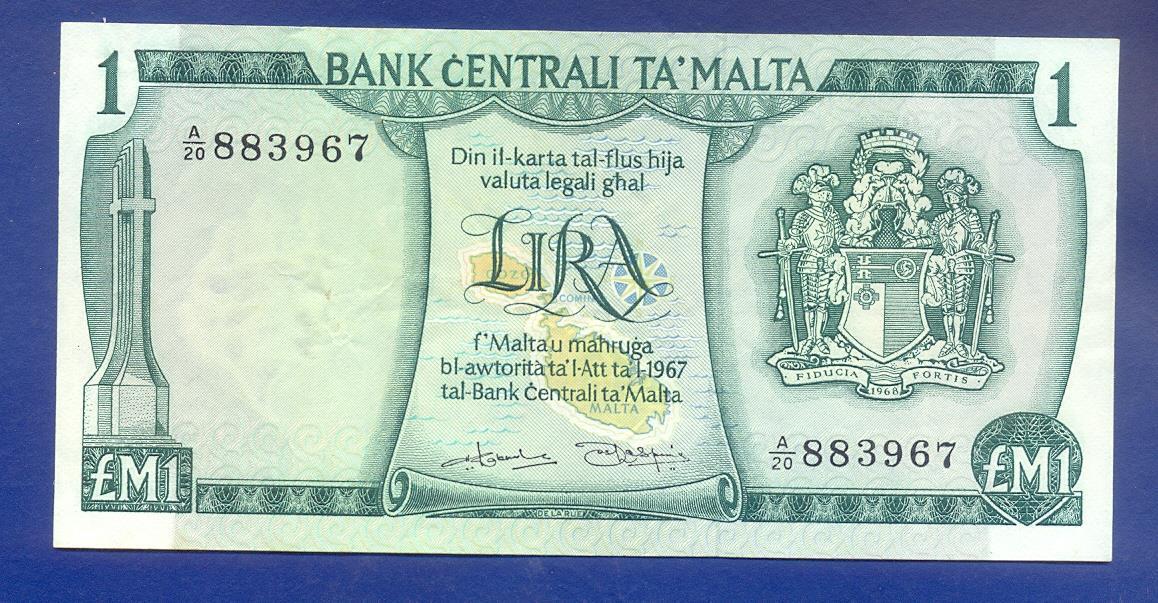 1 BANK ĊENTRALI TA' MALTA 1
A/20 883967
Din il-karta tal-flus hija
valuta legali għal
LIRA
GOZO
COMINO
f'Malta u maħruġa
bl-awtorita ta' l-Att ta' l-1967
tal-Bank Ċentrali ta' Malta
MALTA
UR
FIDUCIA 1968 FORTIS
A/20 883967
£M1 £M1
DE LA RUE